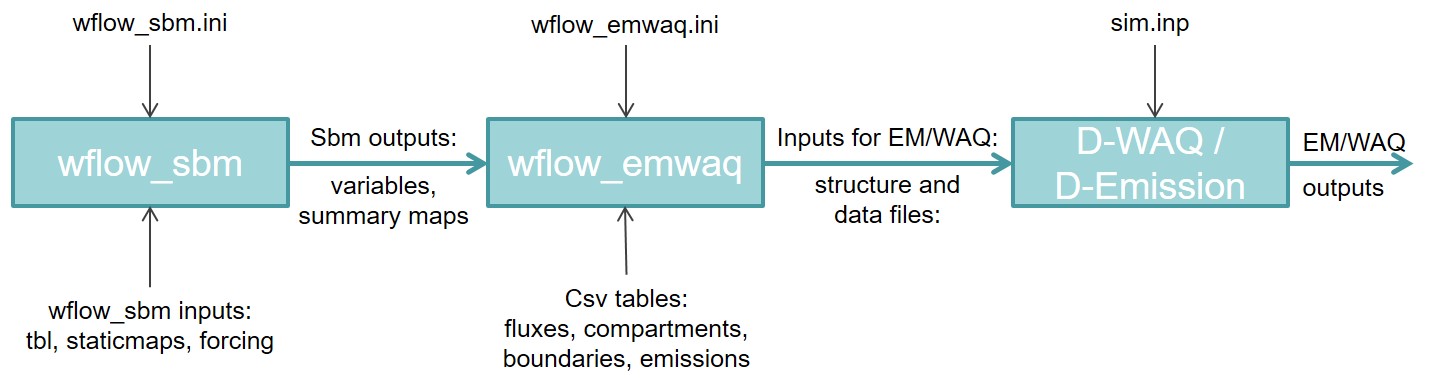 wflow_sbm.ini
wflow_emwaq.ini
sim.inp
wflow_sbm
Sbm outputs:
variables,
summary maps
wflow_emwaq
Inputs for EM/WAQ:
structure and
data files:
D-WAQ /
D-Emission
EM/WAQ
outputs
wflow_sbm inputs:
tbl, staticmaps, forcing
Csv tables:
fluxes, compartments,
boundaries, emissions